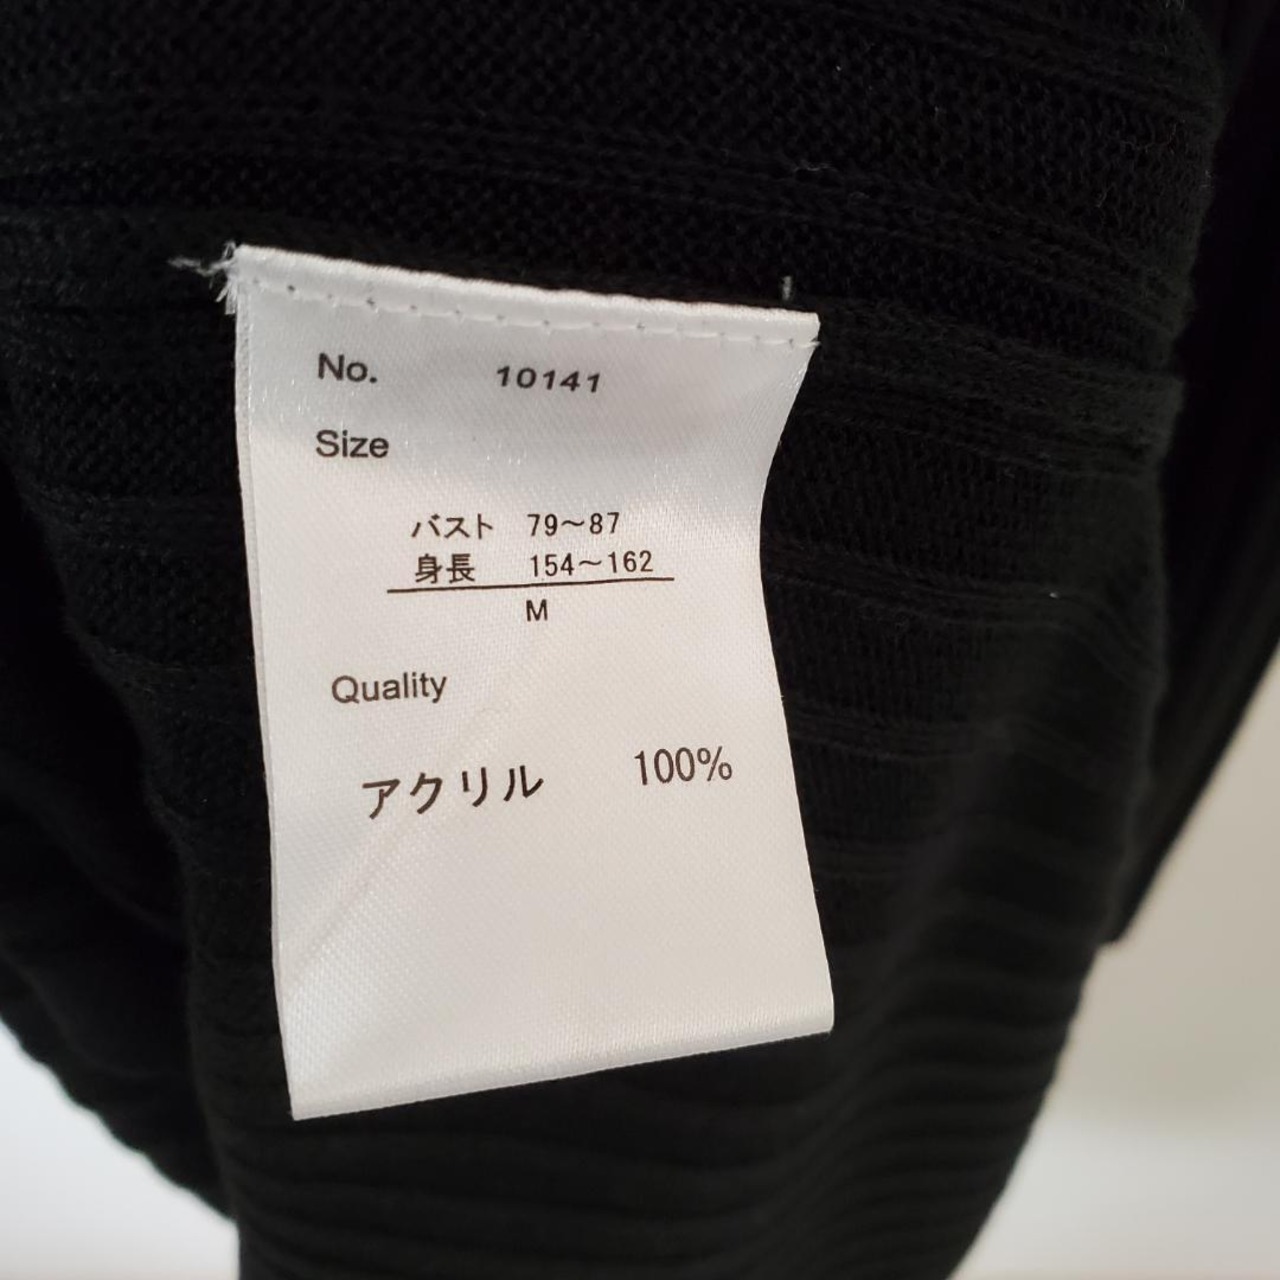 No. 10141
Size
バスト 79～87
身長 154～162
M
Quality
アクリル 100%